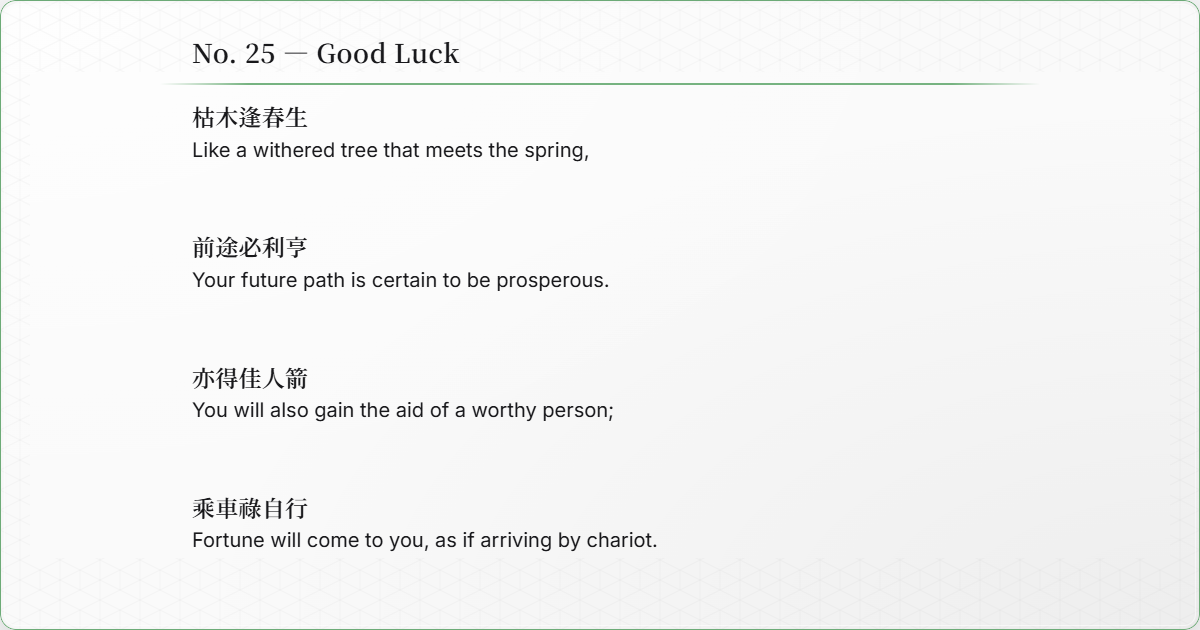 No. 25 — Good Luck
枯木逢春生
Like a withered tree that meets the spring,
前途必利亨
Your future path is certain to be prosperous.
亦得佳人箭
You will also gain the aid of a worthy person;
乘車祿自行
Fortune will come to you, as if arriving by chariot.